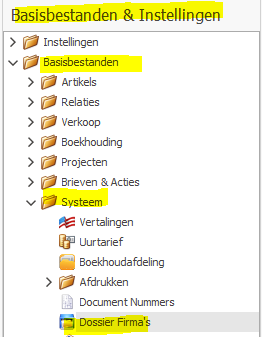 Basisbestanden & Instellingen
Instellingen
Basisbestanden
Artikels
Relaties
Verkoop
Boekhouding
Projecten
Brieven & Acties
Systeem
Vertalingen
Uurtarief
Boekhoudafdeling
Afdrukken
Document Nummers
Dossier Firma's